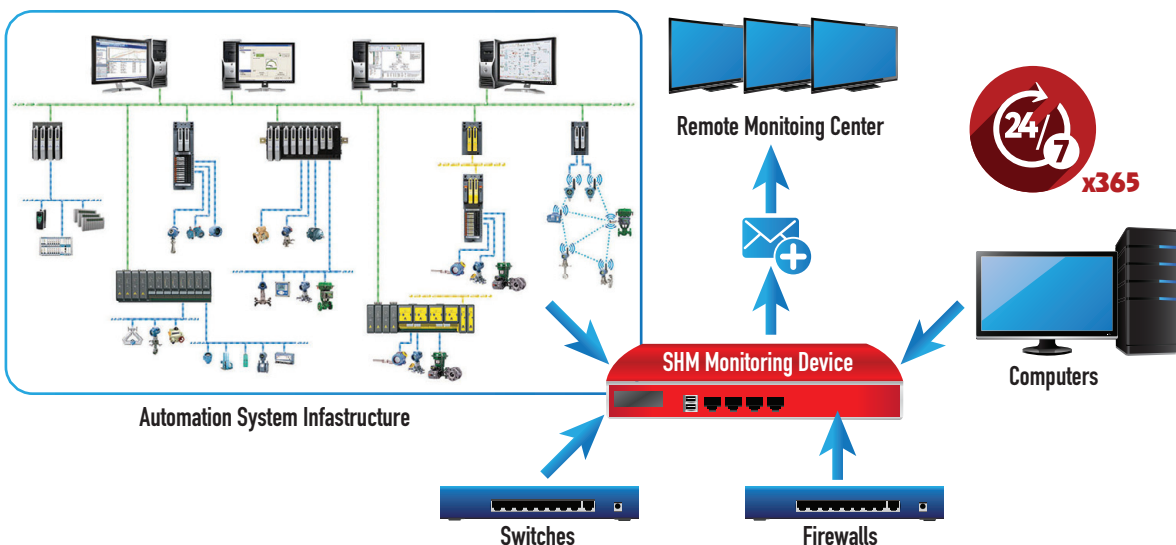 Remote Monitoing Center
24/7
x365
SHM Monitoring Device
Computers
Automation System Infastructure
Switches
Firewalls